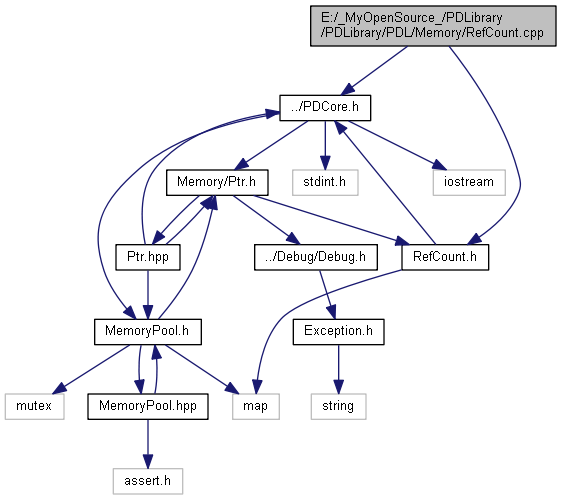 E:/_MyOpenSource_/PDLibrary
/PDLibrary/PDL/Memory/RefCount.cpp
../PDCore.h
Memory/Ptr.h
stdint.h
iostream
Ptr.hpp
../Debug/Debug.h
RefCount.h
MemoryPool.h
Exception.h
mutex
MemoryPool.hpp
map
string
assert.h